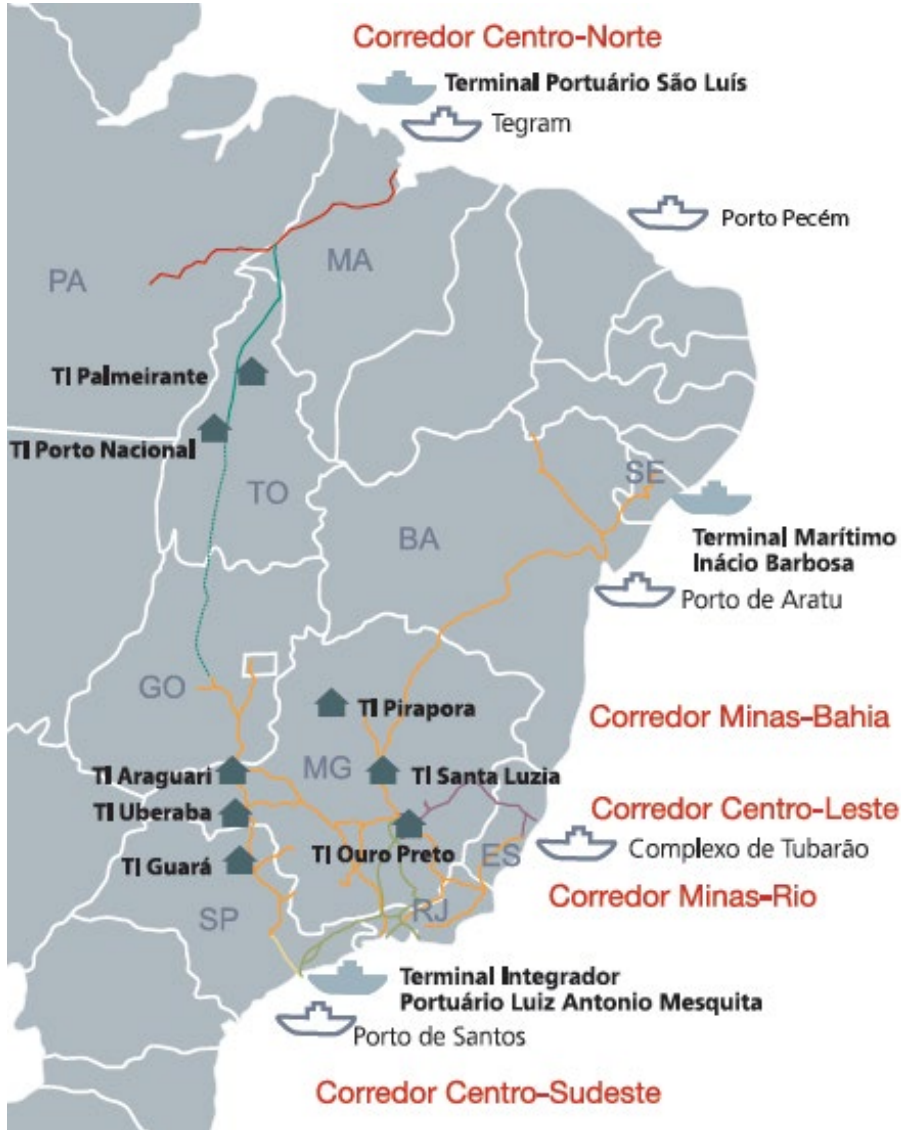 Corredor Centro-Norte
Terminal Portuário São Luís
Tegram
Porto Pecém
MA
PA
TI Palmeirante
TI Porto Nacional
TO
SE
BA
Terminal Marítimo
Inácio Barbosa
Porto de Aratu
GO
TI Pirapora
Corredor Minas-Bahia
TI Araguari
MG
TI Santa Luzia
TI Uberaba
Corredor Centro-Leste
TI Ouro Preto
ES
Complexo de Tubarão
TI Guará
Corredor Minas-Rio
SP
RJ
Terminal Integrador
Portuário Luiz Antonio Mesquita
Porto de Santos
Corredor Centro-Sudeste